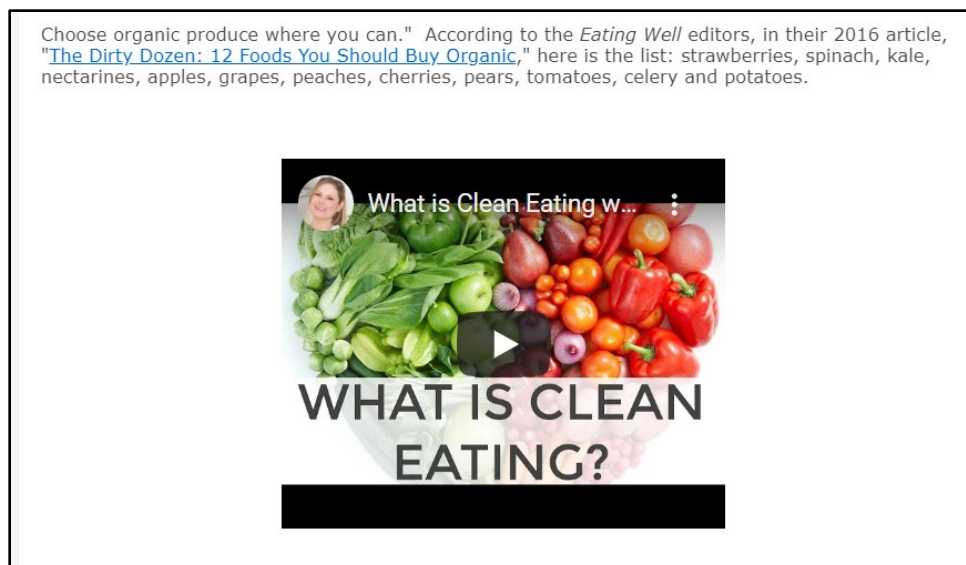 Choose organic produce where you can."  According to the Eating Well editors, in their 2016 article,
"The Dirty Dozen: 12 Foods You Should Buy Organic," here is the list: strawberries, spinach, kale,
nectarines, apples, grapes, peaches, cherries, pears, tomatoes, celery and potatoes.
What is Clean Eating w...
WHAT IS CLEAN
EATING?